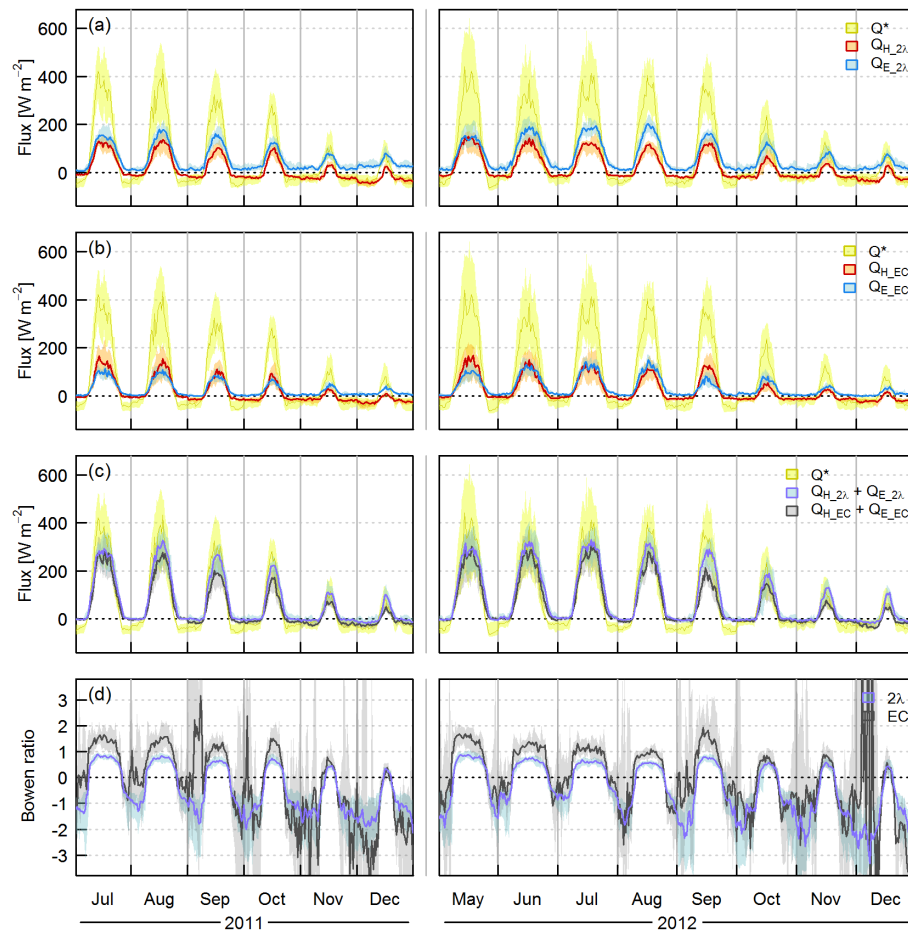 (a)
Flux [W m⁻²]
600
400
200
0
Q*
Q_H_2λ
Q_E_2λ
(b)
Flux [W m⁻²]
600
400
200
0
Q*
Q_H_EC
Q_E_EC
(c)
Flux [W m⁻²]
600
400
200
0
Q*
Q_H_2λ + Q_E_2λ
Q_H_EC + Q_E_EC
(d)
Bowen ratio
3
2
1
0
-1
-2
-3
2λ
EC
Jul Aug Sep Oct Nov Dec May Jun Jul Aug Sep Oct Nov Dec
2011 2012